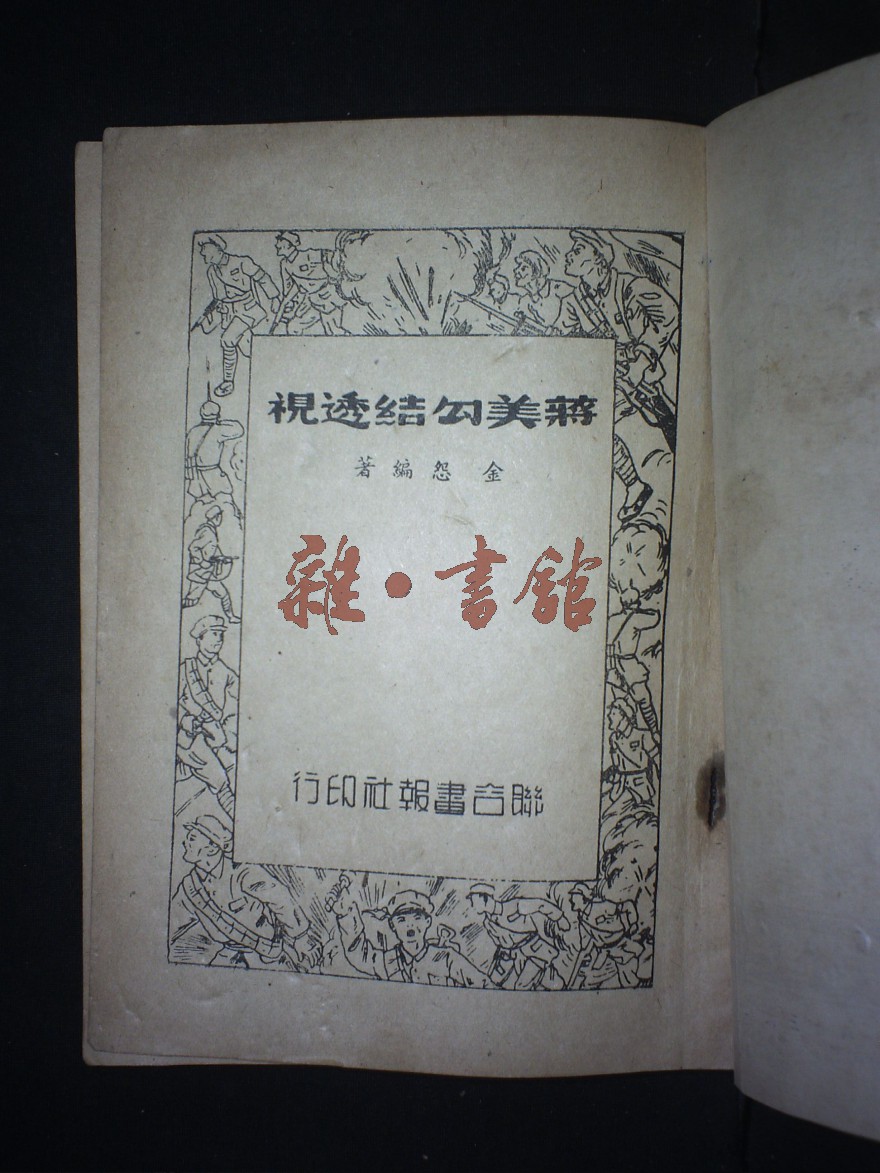 蔣美勾結透視
金怨編著
雜·書館
聯合書報社印行